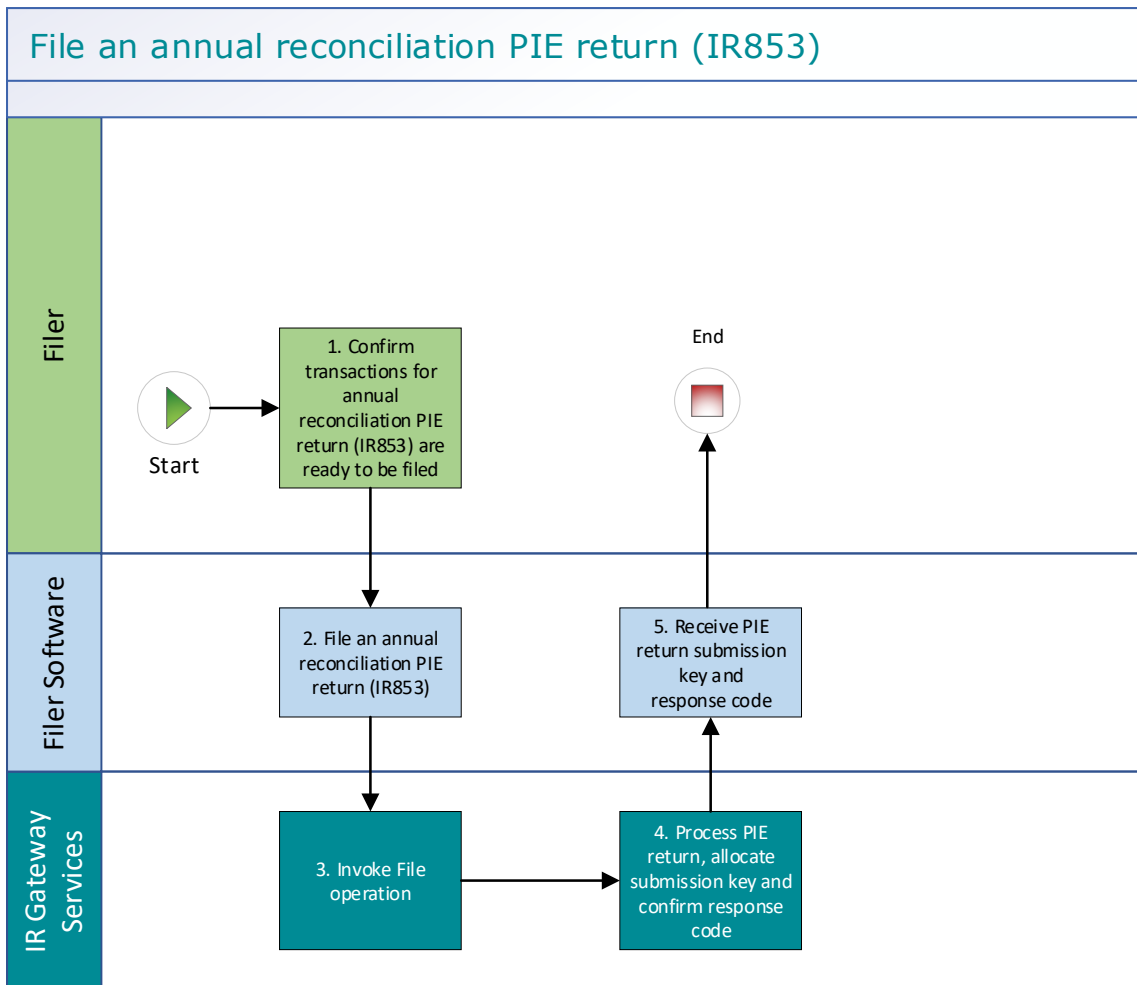 File an annual reconciliation PIE return (IR853)
Filer
Start
1. Confirm
transactions for
annual
reconciliation PIE
return (IR853) are
ready to be filed
End
Filer Software
2. File an annual
reconciliation PIE
return (IR853)
5. Receive PIE
return submission
key and
response code
IR Gateway
Services
3. Invoke File
operation
4. Process PIE
return, allocate
submission key and
confirm response
code